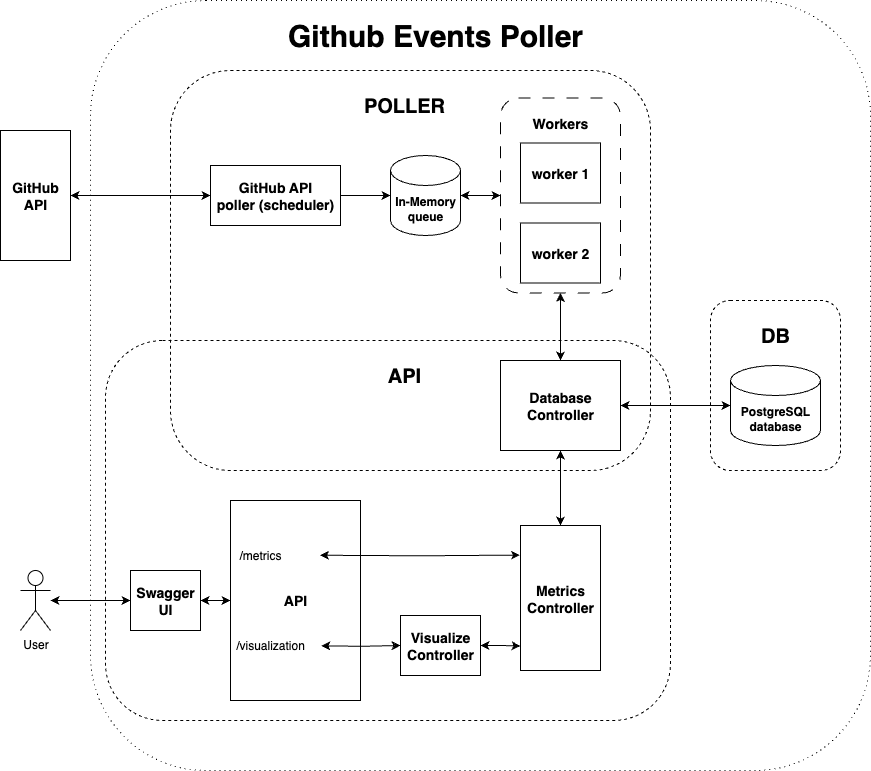 Github Events Poller
POLLER
Workers
GitHub
API
GitHub API
poller (scheduler)
In-Memory
queue
worker 1
worker 2
DB
API
Database
Controller
PostgreSQL
database
/metrics
Swagger
UI
API
Metrics
Controller
/visualization
Visualize
Controller
User